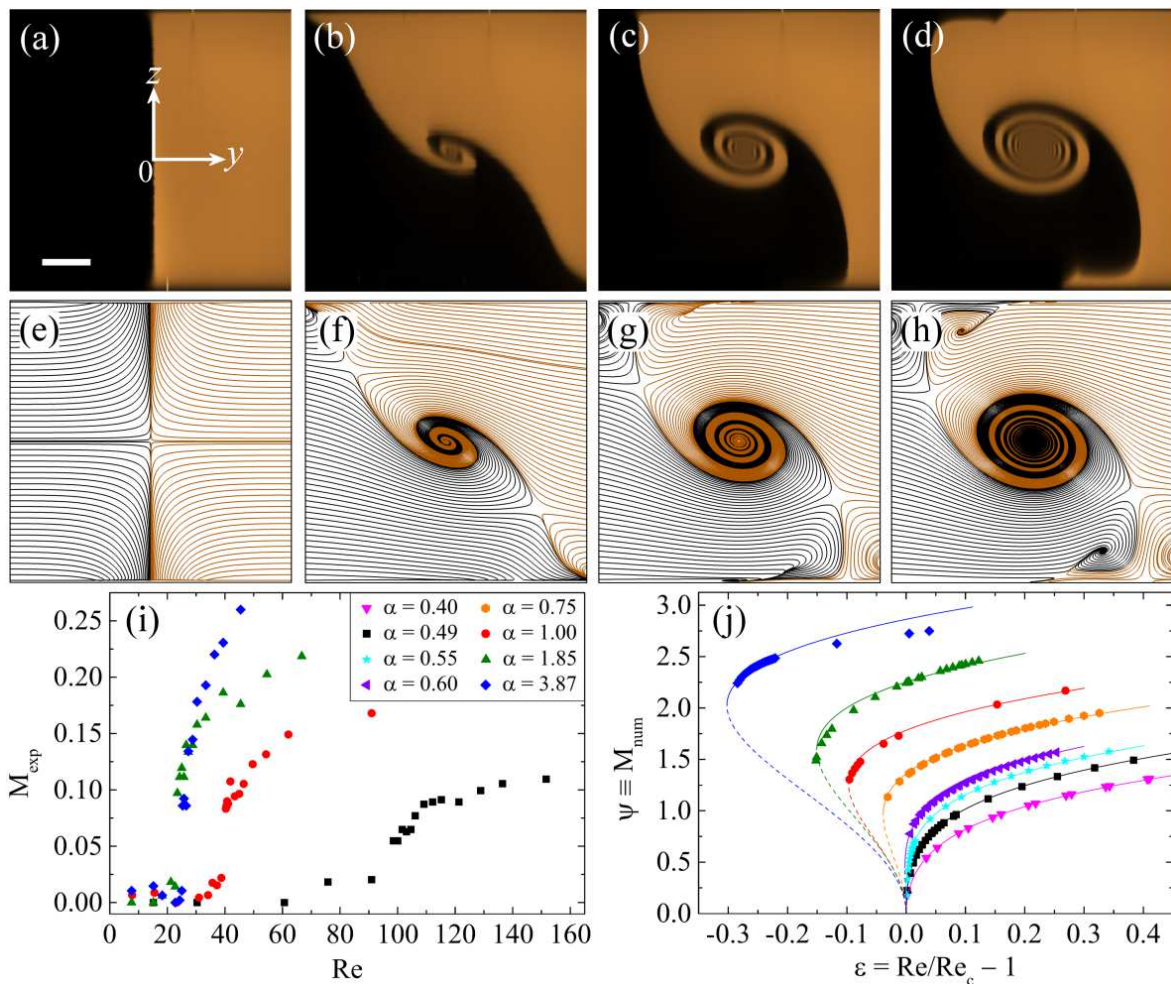 (a) (b) (c) (d)
z
0 y
(e) (f) (g) (h)
(i)
0.25
0.20
0.15
0.10
0.05
0.00
M_exp
0 20 40 60 80 100 120 140 160
Re
α = 0.40 α = 0.75
α = 0.49 α = 1.00
α = 0.55 α = 1.85
α = 0.60 α = 3.87
(j)
3.0
2.5
2.0
1.5
1.0
0.5
0.0
ψ ≡ M_num
-0.3 -0.2 -0.1 0.0 0.1 0.2 0.3 0.4
ε = Re/Re_c − 1